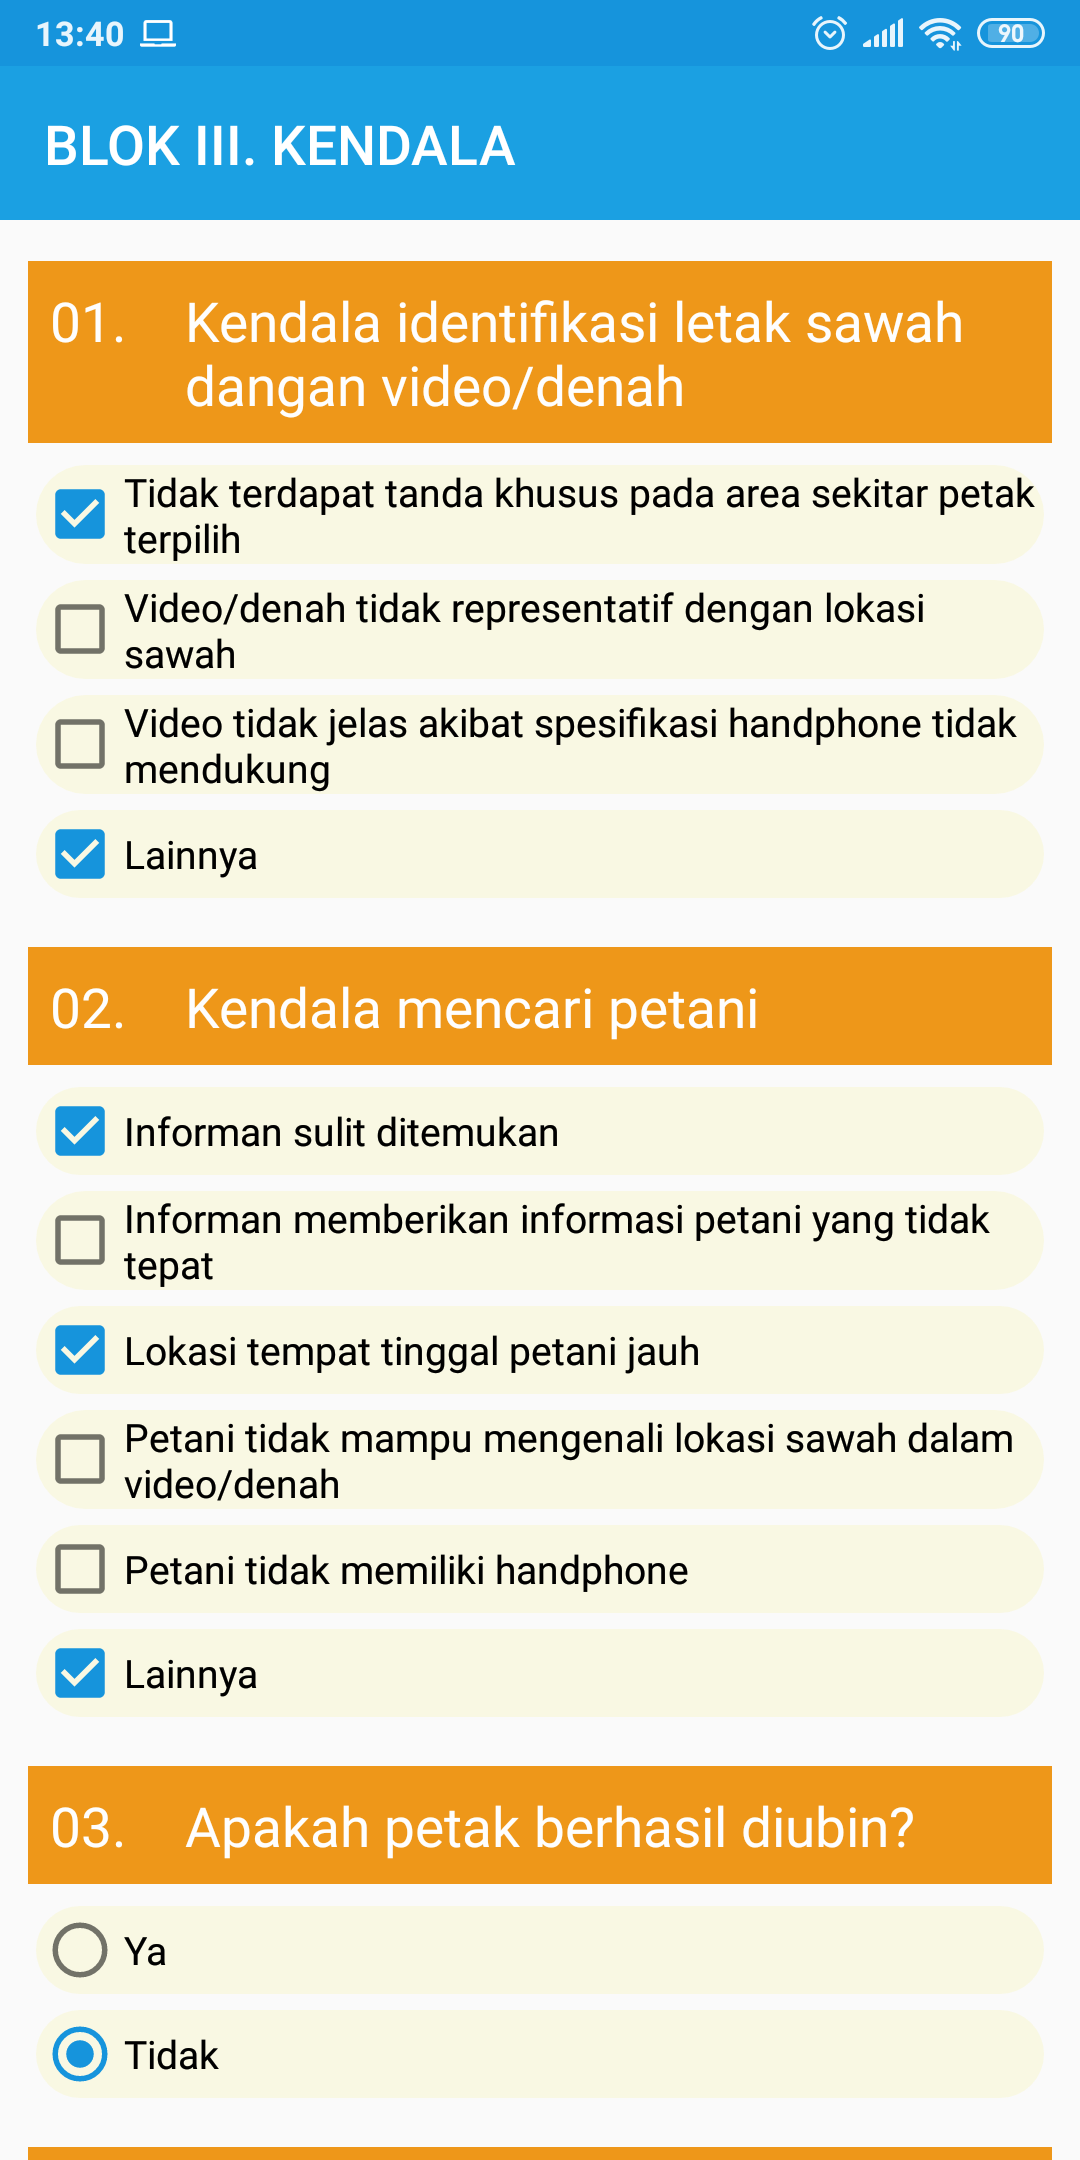 13:40
90
BLOK III. KENDALA
01. Kendala identifikasi letak sawah
dangan video/denah
Tidak terdapat tanda khusus pada area sekitar petak
terpilih
Video/denah tidak representatif dengan lokasi
sawah
Video tidak jelas akibat spesifikasi handphone tidak
mendukung
Lainnya
02. Kendala mencari petani
Informan sulit ditemukan
Informan memberikan informasi petani yang tidak
tepat
Lokasi tempat tinggal petani jauh
Petani tidak mampu mengenali lokasi sawah dalam
video/denah
Petani tidak memiliki handphone
Lainnya
03. Apakah petak berhasil diubin?
Ya
Tidak